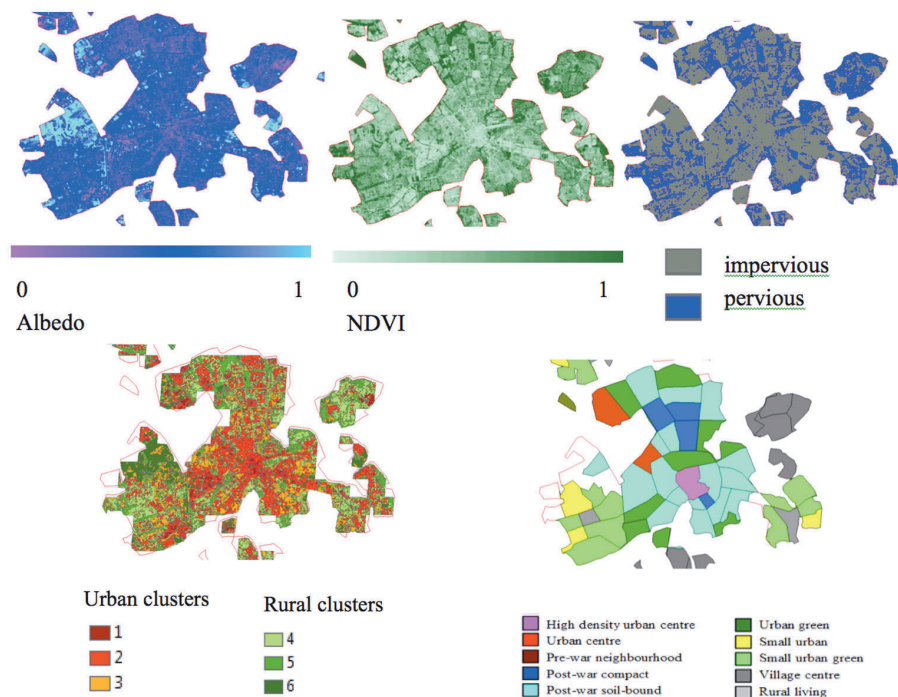 0 1
Albedo
0 1
NDVI
impervious
pervious
Urban clusters
1
2
3
Rural clusters
4
5
6
High density urban centre
Urban centre
Pre-war neighbourhood
Post-war compact
Post-war soil-bound
Urban green
Small urban
Small urban green
Village centre
Rural living